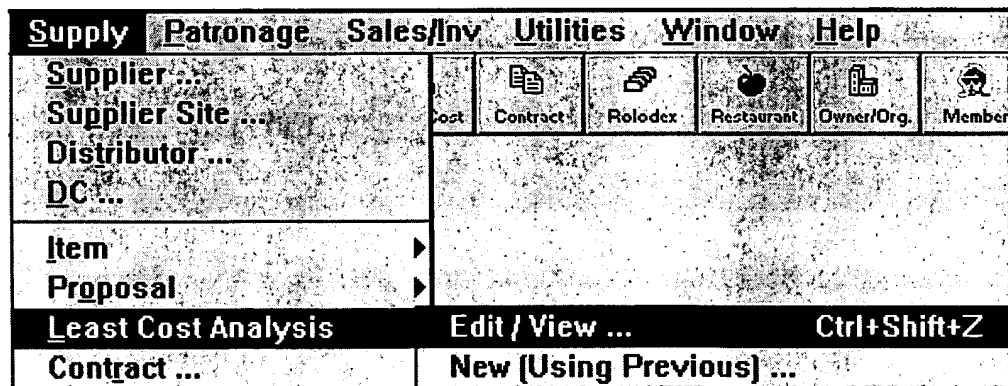 Supply Patronage Sales/Inv Utilities Window Help
Supplier ...
Supplier Site ...
Distributor ...
DC ...
Cost Contract Rolodex Restaurant Owner/Org. Member
Item
Proposal
Least Cost Analysis Edit / View ... Ctrl+Shift+Z
Contract ... New (Using Previous) ...